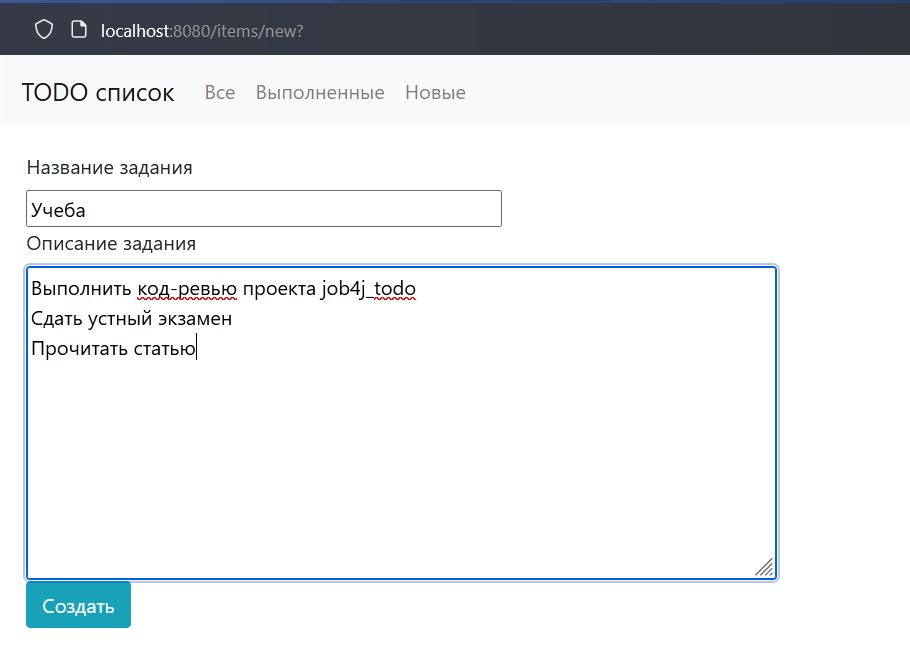 localhost:8080/items/new?
TODO список Все Выполненные Новые
Название задания
Учеба
Описание задания
Выполнить код-ревью проекта job4j_todo
Сдать устный экзамен
Прочитать статью
Создать